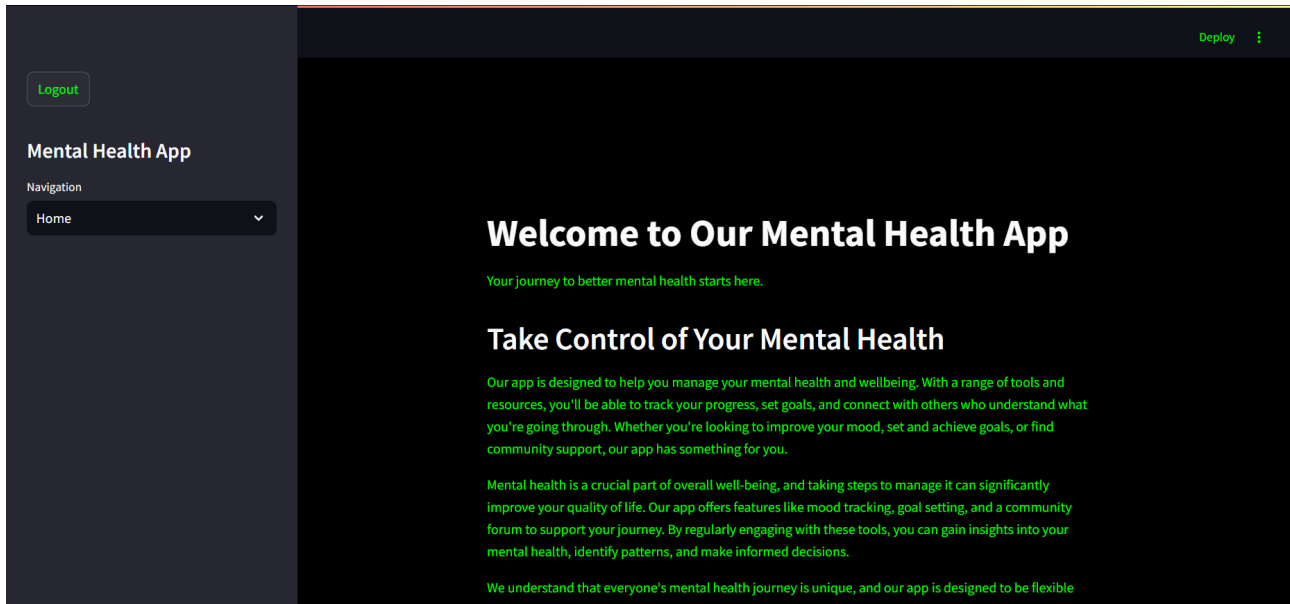 Deploy
Logout
Mental Health App
Navigation
Home
Welcome to Our Mental Health App
Your journey to better mental health starts here.
Take Control of Your Mental Health
Our app is designed to help you manage your mental health and wellbeing. With a range of tools and
resources, you'll be able to track your progress, set goals, and connect with others who understand what
you're going through. Whether you're looking to improve your mood, set and achieve goals, or find
community support, our app has something for you.
Mental health is a crucial part of overall well-being, and taking steps to manage it can significantly
improve your quality of life. Our app offers features like mood tracking, goal setting, and a community
forum to support your journey. By regularly engaging with these tools, you can gain insights into your
mental health, identify patterns, and make informed decisions.
We understand that everyone's mental health journey is unique, and our app is designed to be flexible